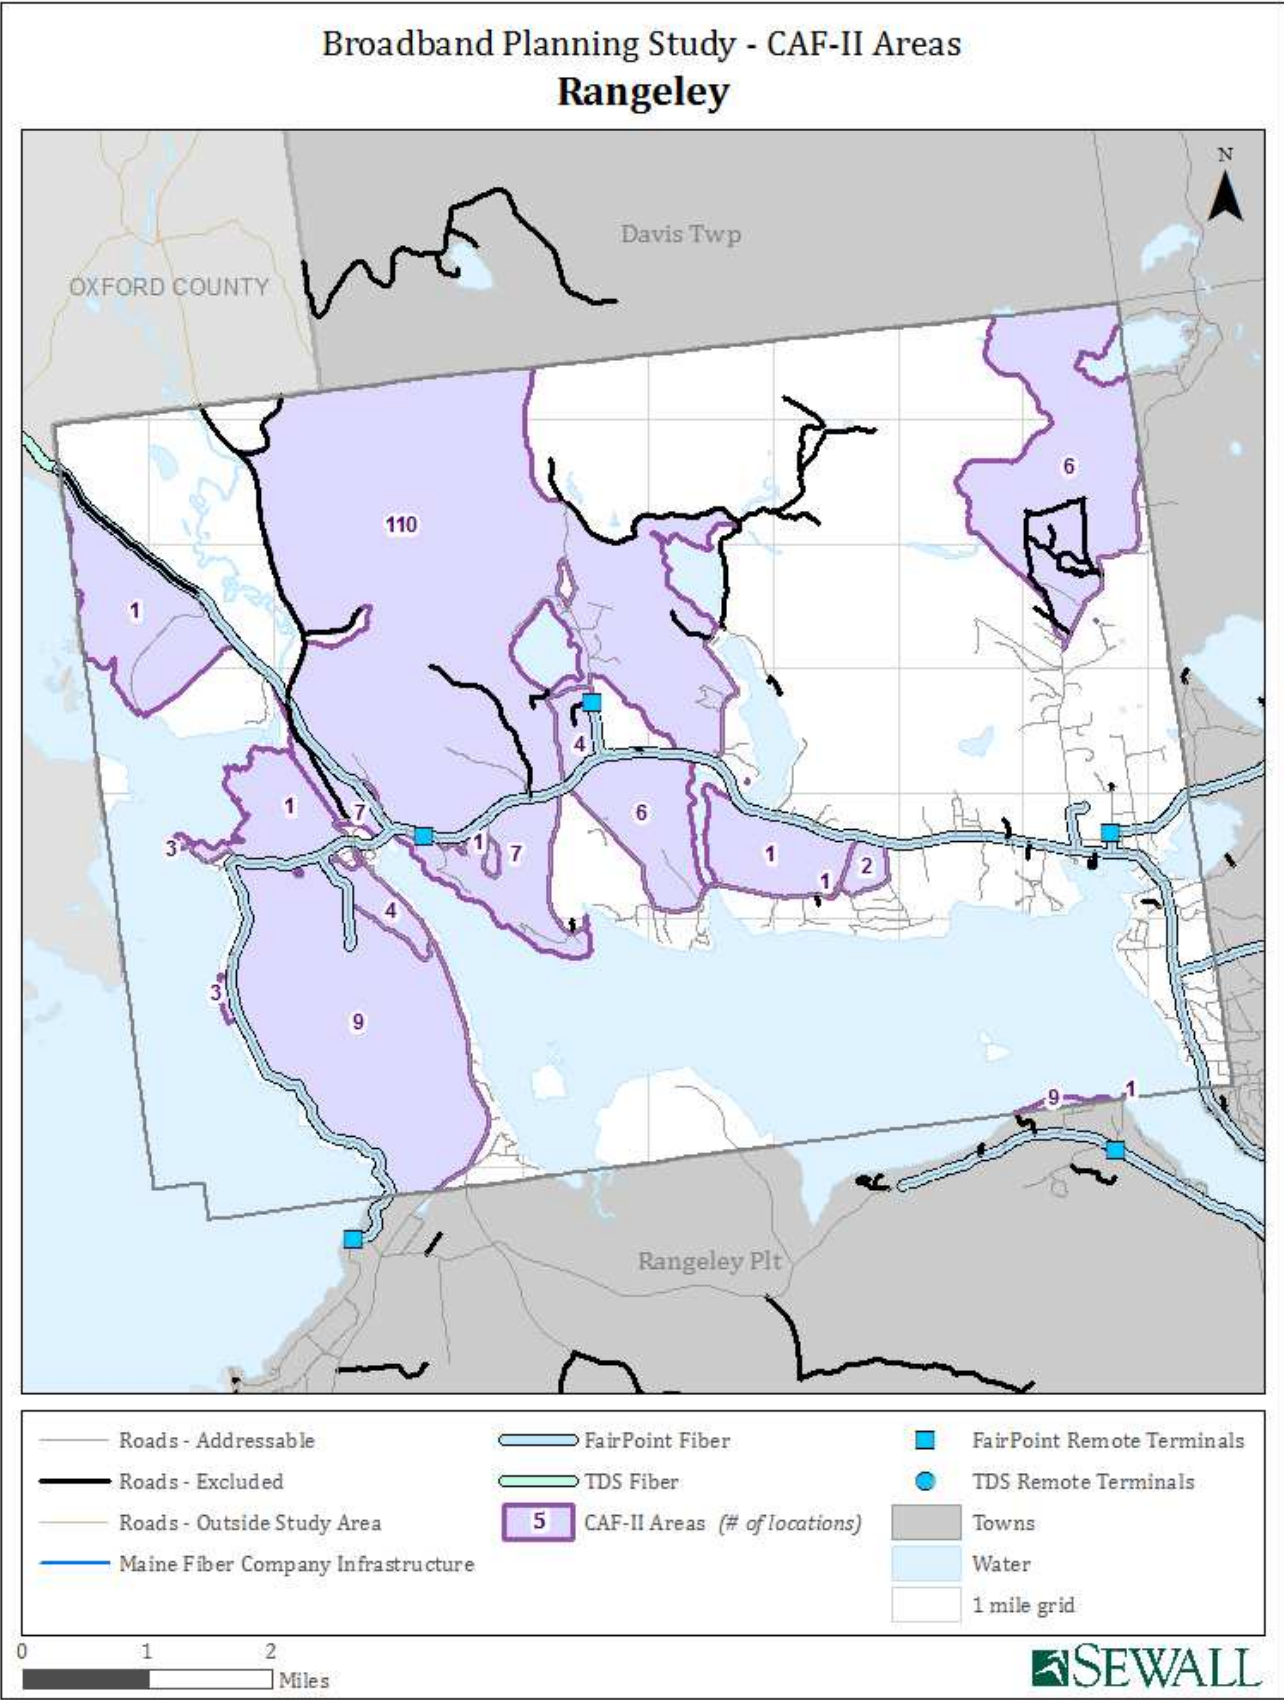 Broadband Planning Study - CAF-II Areas
Rangeley
N
Davis Twp
OXFORD COUNTY
6
110
1
4
1
7
6
3
1
7
1
1
2
4
3
9
9
1
Rangeley Plt
Roads - Addressable
Roads - Excluded
Roads - Outside Study Area
Maine Fiber Company Infrastructure
FairPoint Fiber
TDS Fiber
5 CAF-II Areas (# of locations)
FairPoint Remote Terminals
TDS Remote Terminals
Towns
Water
1 mile grid
0 1 2
Miles
SEWALL